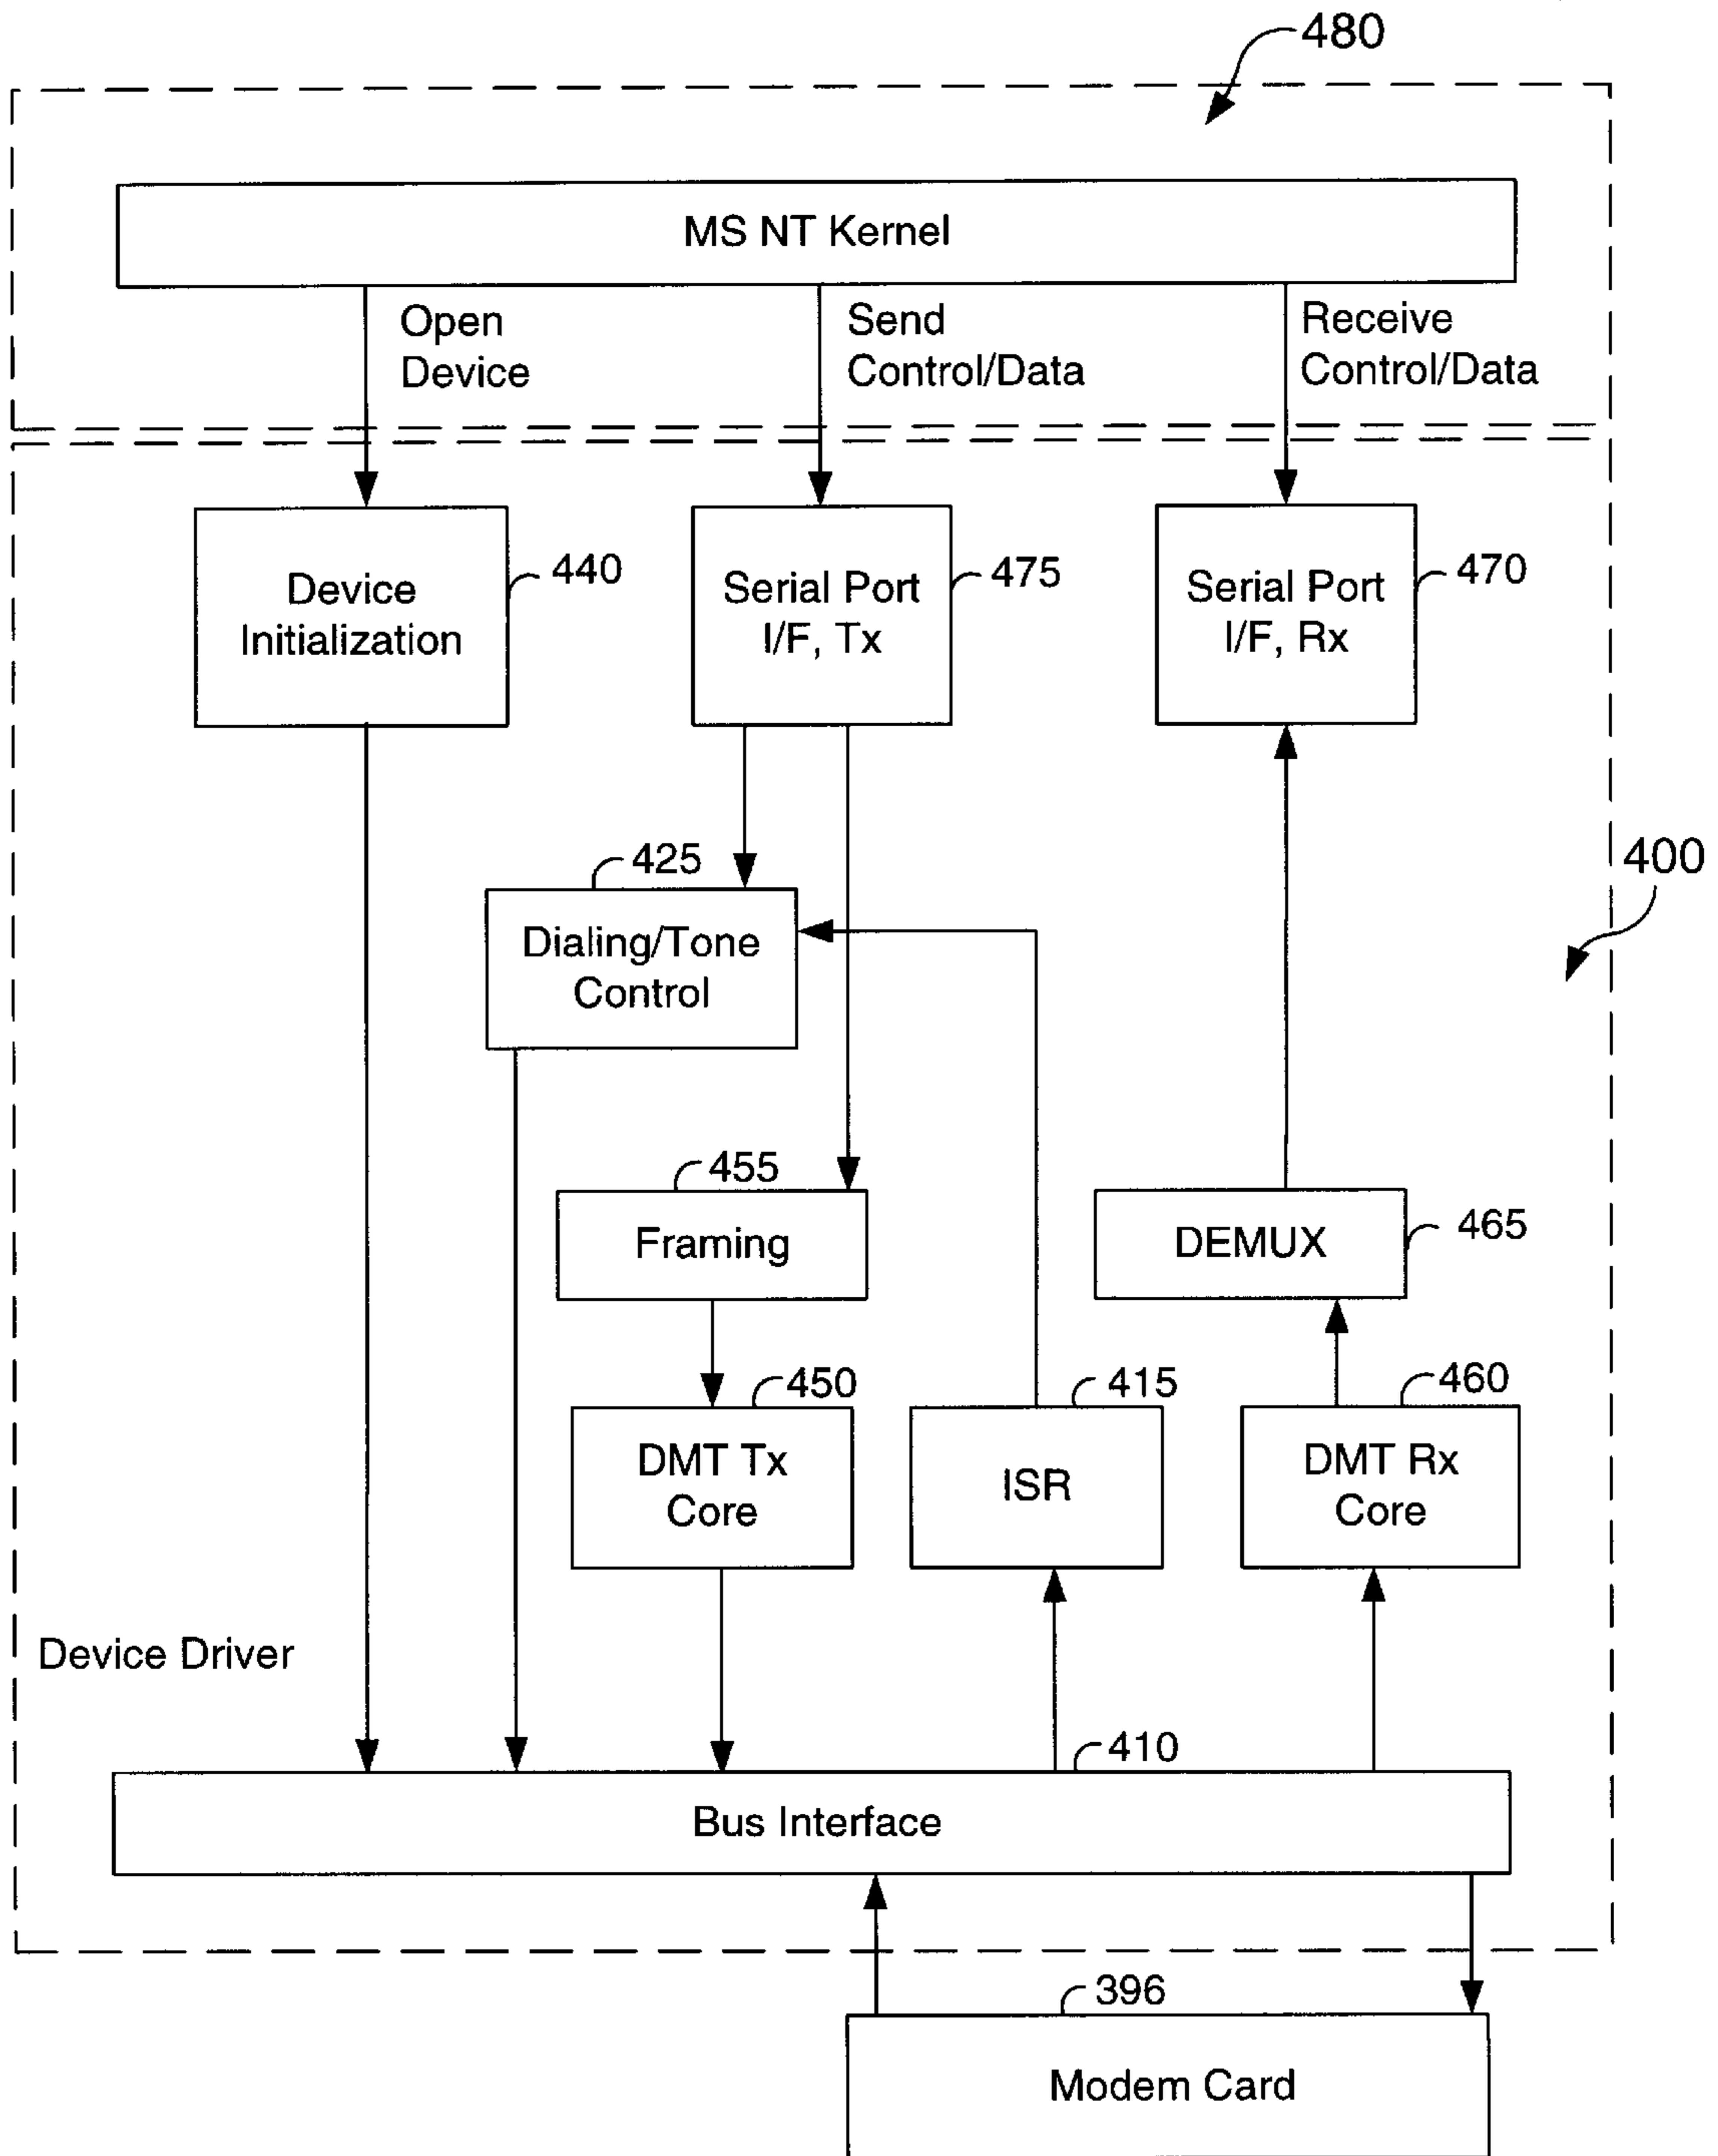 480
MS NT Kernel
Open
Device
Send
Control/Data
Receive
Control/Data
Device
Initialization
440
Serial Port
I/F, Tx
475
Serial Port
I/F, Rx
470
400
425
Dialing/Tone
Control
455
Framing
DEMUX
465
450
DMT Tx
Core
415
ISR
460
DMT Rx
Core
Device Driver
410
Bus Interface
396
Modem Card